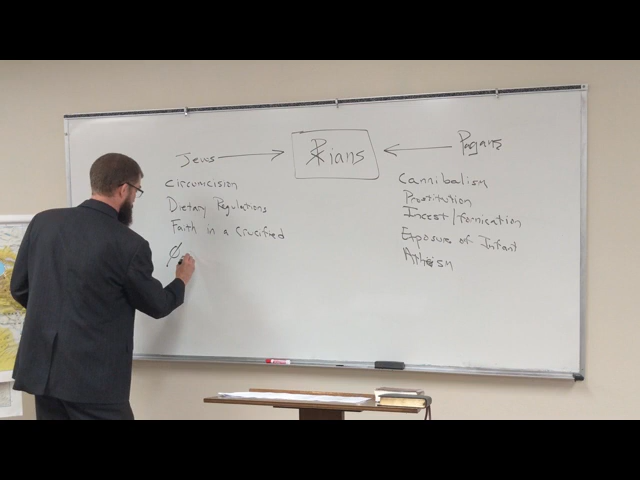 Jews
☧ians
Pagans
Circumcision
Dietary Regulations
Faith in a Crucified
Cannibalism
Prostitution
Incest/fornication
Exposure of Infant
Atheism